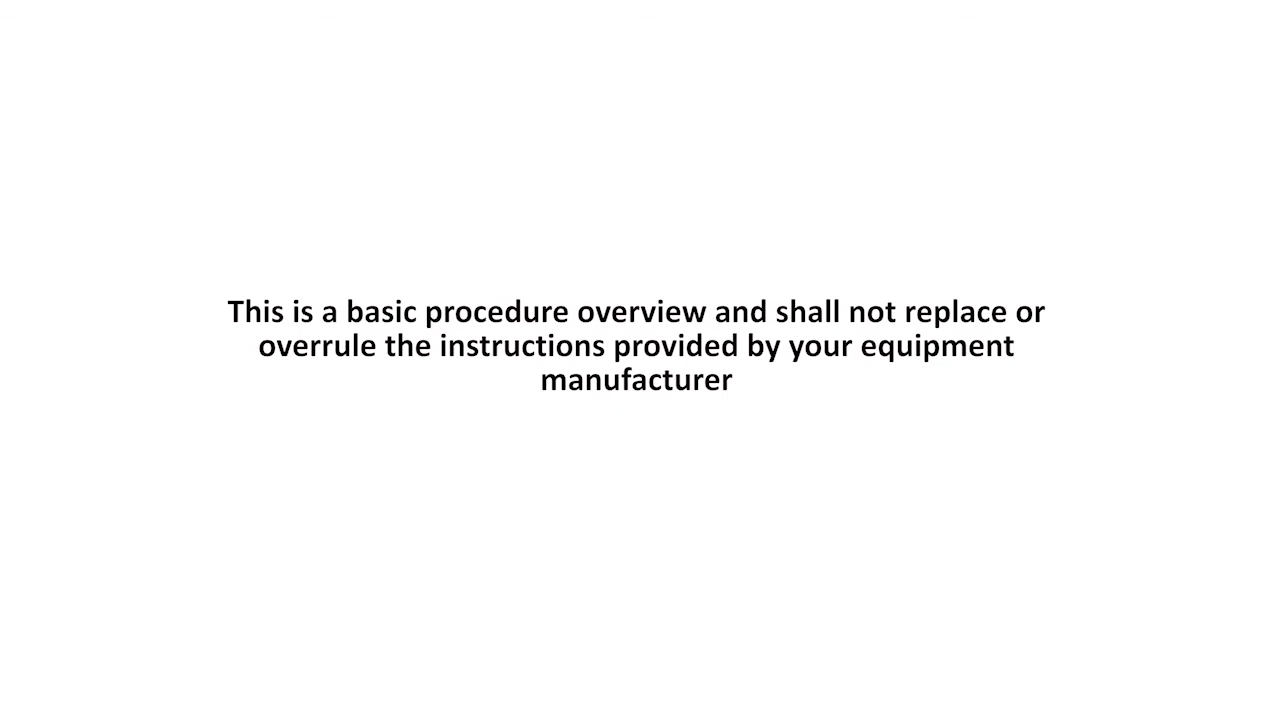 This is a basic procedure overview and shall not replace or
overrule the instructions provided by your equipment
manufacturer